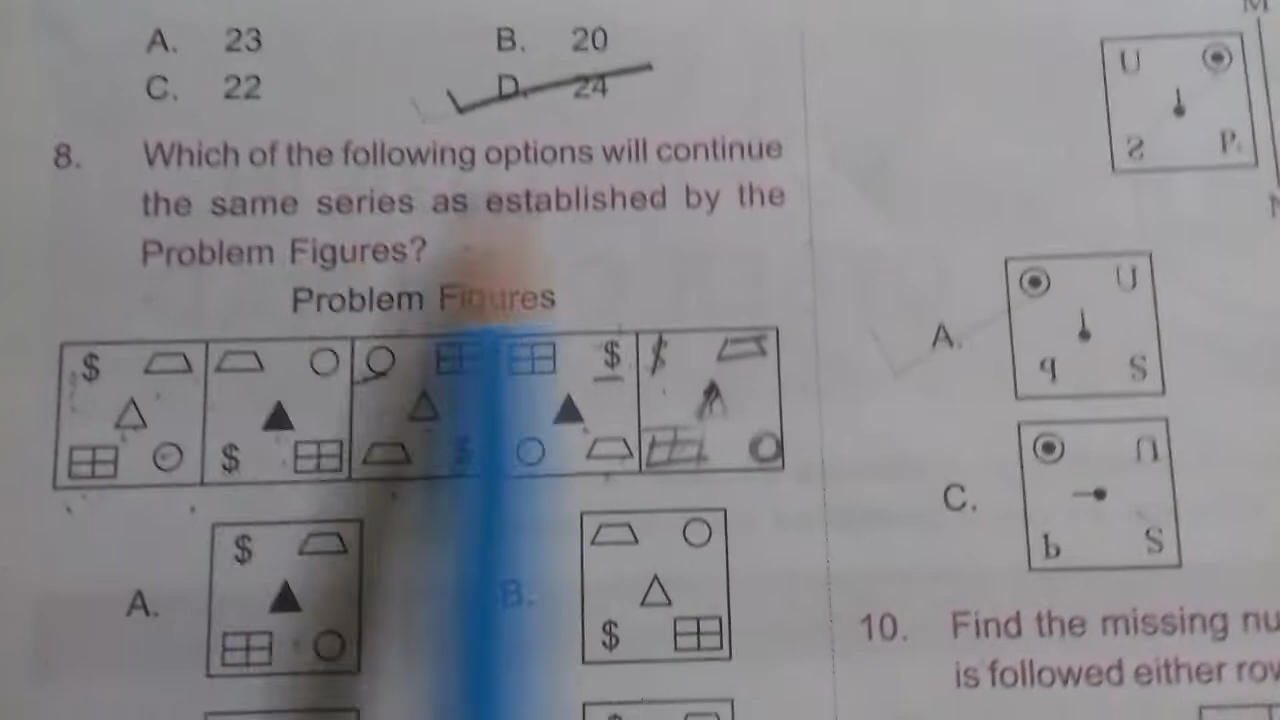 A. 23 B. 20
C. 22 D. 24
8. Which of the following options will continue
the same series as established by the
Problem Figures?
Problem Figures
$ $ $ $
$
A. $
B. $
$
U
S P
A. U
q S
C. U
b S
M
10. Find the missing nu
is followed either row